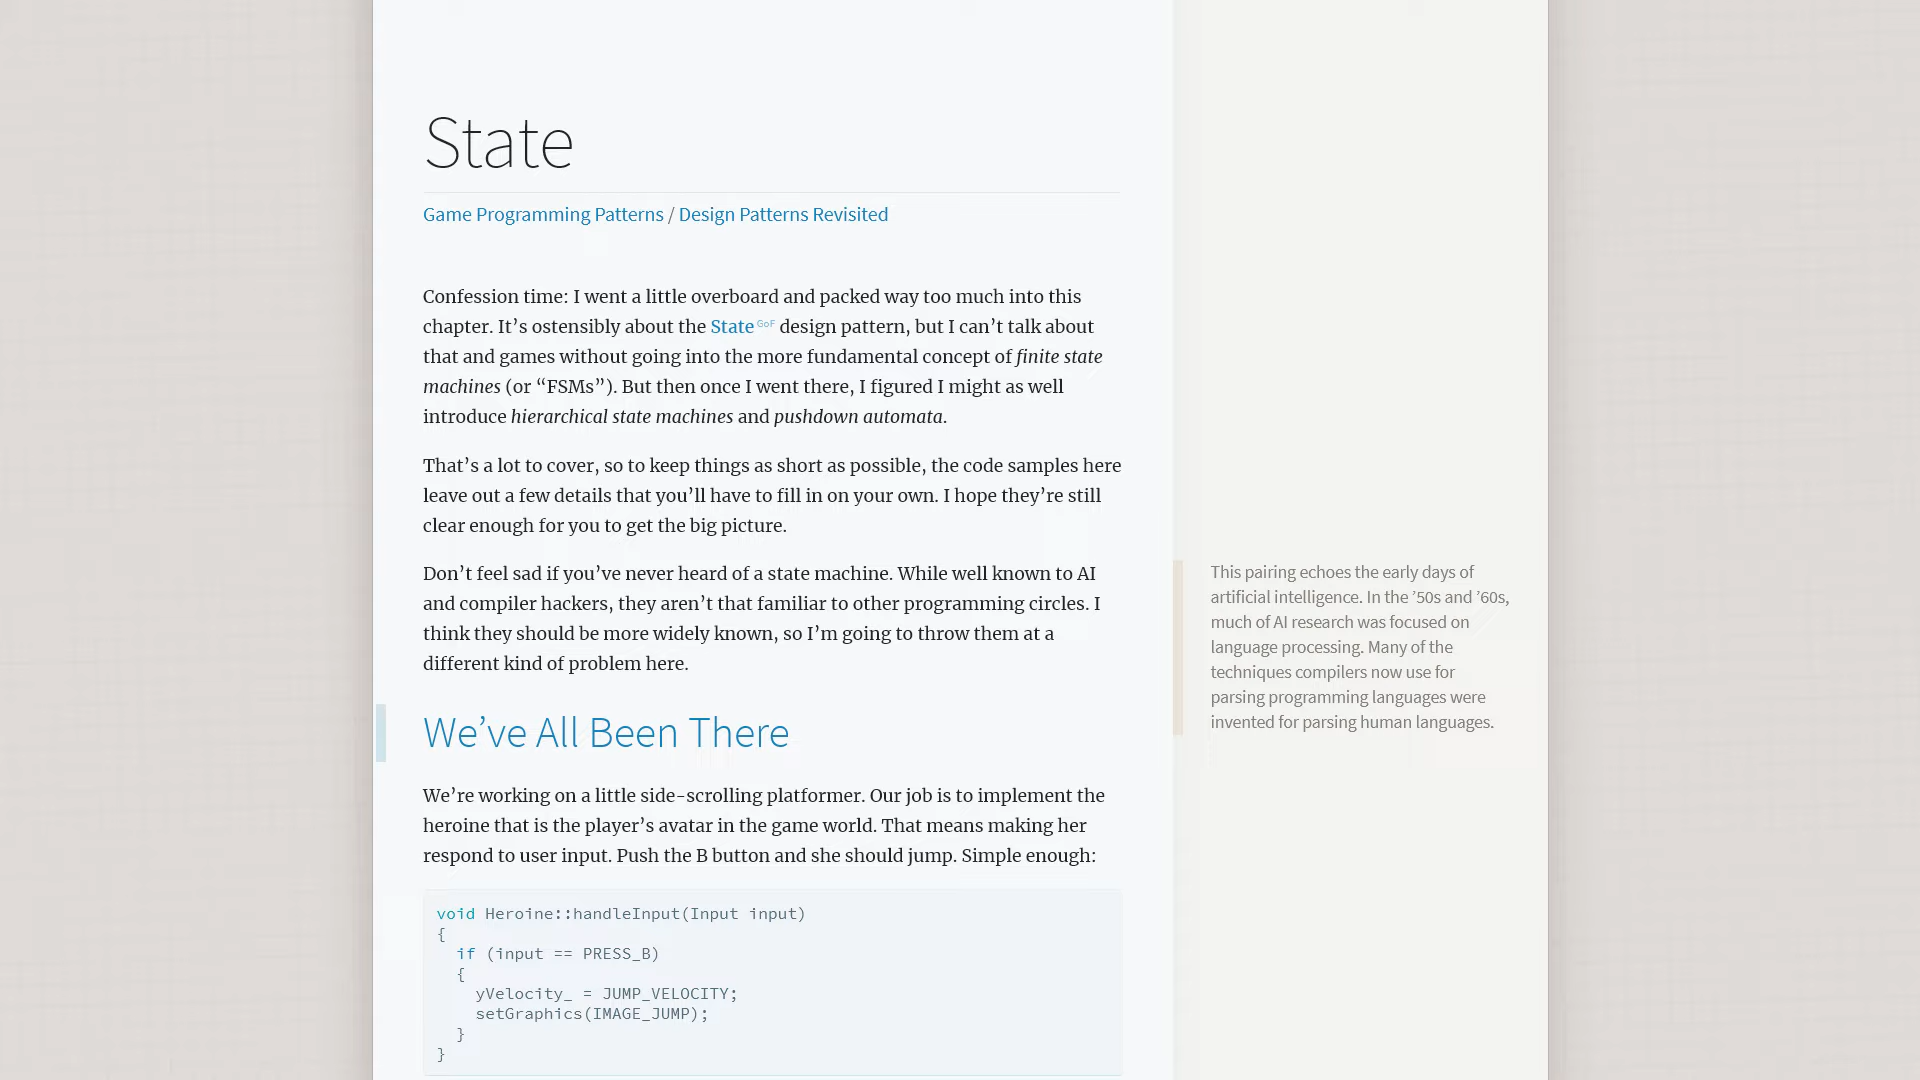 State
Game Programming Patterns / Design Patterns Revisited
Confession time: I went a little overboard and packed way too much into this
chapter. It’s ostensibly about the State GoF design pattern, but I can’t talk about
that and games without going into the more fundamental concept of finite state
machines (or “FSMs”). But then once I went there, I figured I might as well
introduce hierarchical state machines and pushdown automata.
That’s a lot to cover, so to keep things as short as possible, the code samples here
leave out a few details that you’ll have to fill in on your own. I hope they’re still
clear enough for you to get the big picture.
Don’t feel sad if you’ve never heard of a state machine. While well known to AI
and compiler hackers, they aren’t that familiar to other programming circles. I
think they should be more widely known, so I’m going to throw them at a
different kind of problem here.
This pairing echoes the early days of
artificial intelligence. In the ’50s and ’60s,
much of AI research was focused on
language processing. Many of the
techniques compilers now use for
parsing programming languages were
invented for parsing human languages.
We’ve All Been There
We’re working on a little side-scrolling platformer. Our job is to implement the
heroine that is the player’s avatar in the game world. That means making her
respond to user input. Push the B button and she should jump. Simple enough:
void Heroine::handleInput(Input input)
{
  if (input == PRESS_B)
  {
    yVelocity_ = JUMP_VELOCITY;
    setGraphics(IMAGE_JUMP);
  }
}